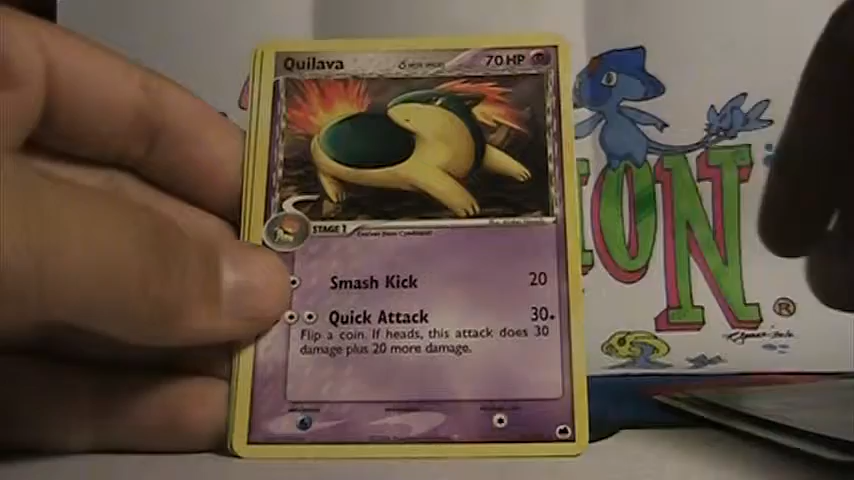 Quilava
70 HP
STAGE 1
Smash Kick 20
Quick Attack 30+
Flip a coin. If heads, this attack does 30
damage plus 20 more damage.
ON
®